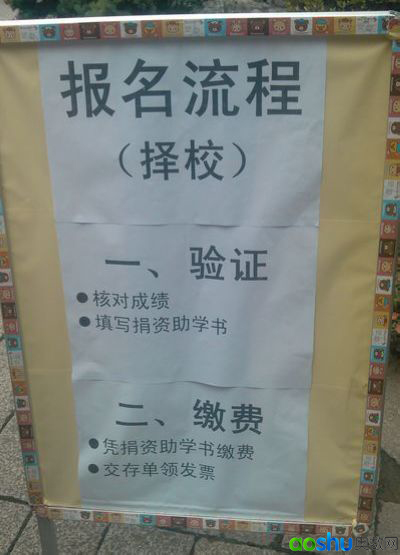 报名流程
（择校）
一、验证
●核对成绩
●填写捐资助学书
二、缴费
●凭捐资助学书缴费
●交存单领发票
aoshu